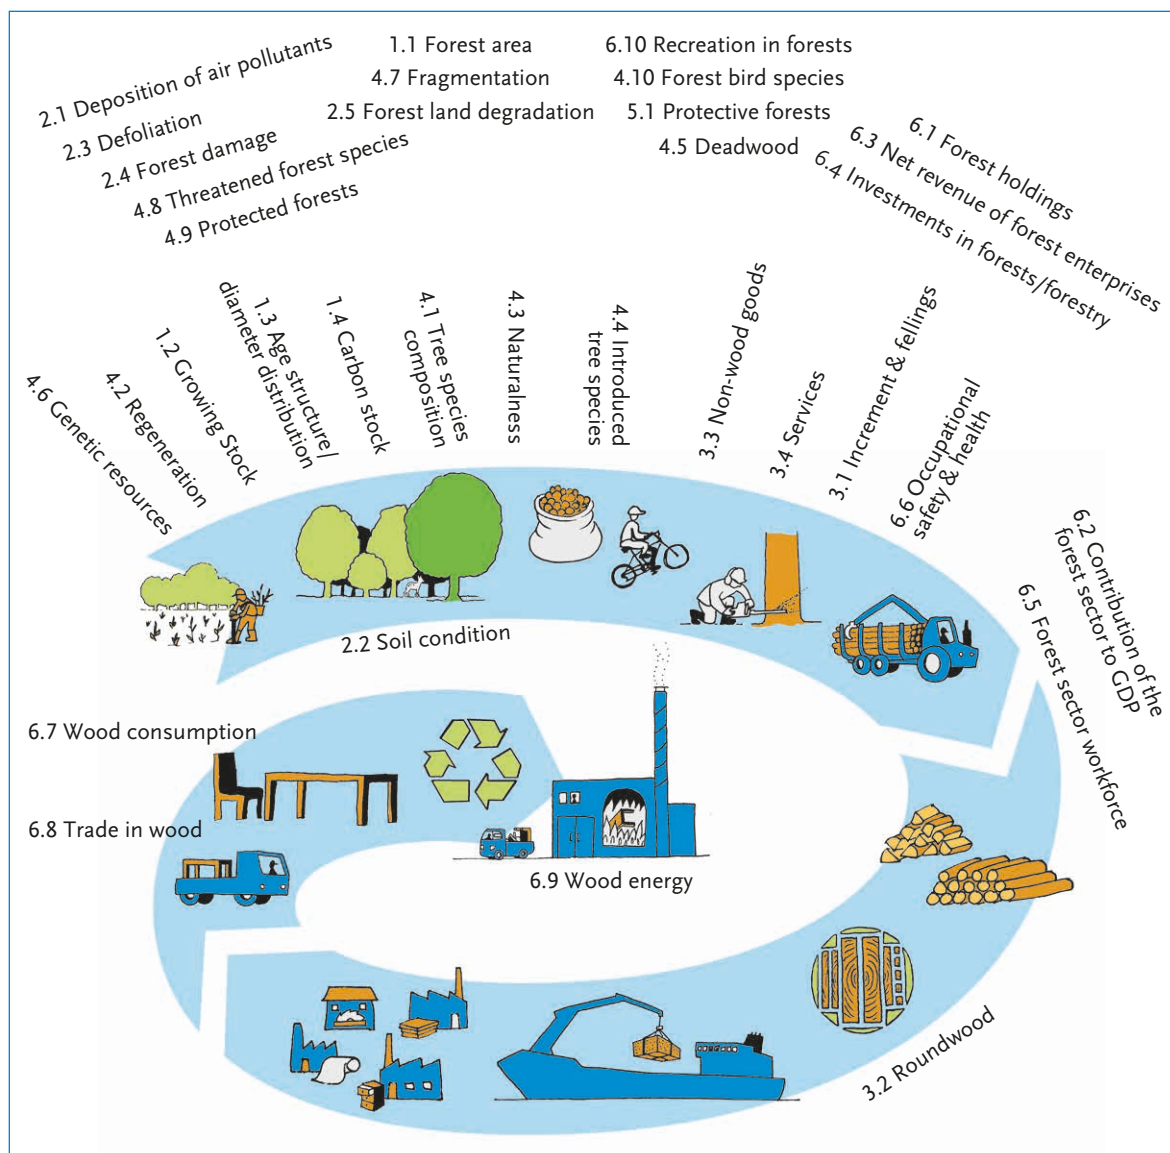 2.1 Deposition of air pollutants
2.3 Defoliation
2.4 Forest damage
4.8 Threatened forest species
4.9 Protected forests
1.1 Forest area
4.7 Fragmentation
2.5 Forest land degradation
6.10 Recreation in forests
4.10 Forest bird species
5.1 Protective forests
4.5 Deadwood
6.1 Forest holdings
6.3 Net revenue of forest enterprises
6.4 Investments in forests/forestry
4.6 Genetic resources
4.2 Regeneration
1.2 Growing Stock
1.3 Age structure/
diameter distribution
1.4 Carbon stock
4.1 Tree species
composition
4.3 Naturalness
4.4 Introduced
tree species
3.3 Non-wood goods
3.4 Services
3.1 Increment & fellings
6.6 Occupational
safety & health
6.2 Contribution of the
forest sector to GDP
6.5 Forest sector workforce
2.2 Soil condition
6.7 Wood consumption
6.8 Trade in wood
6.9 Wood energy
3.2 Roundwood